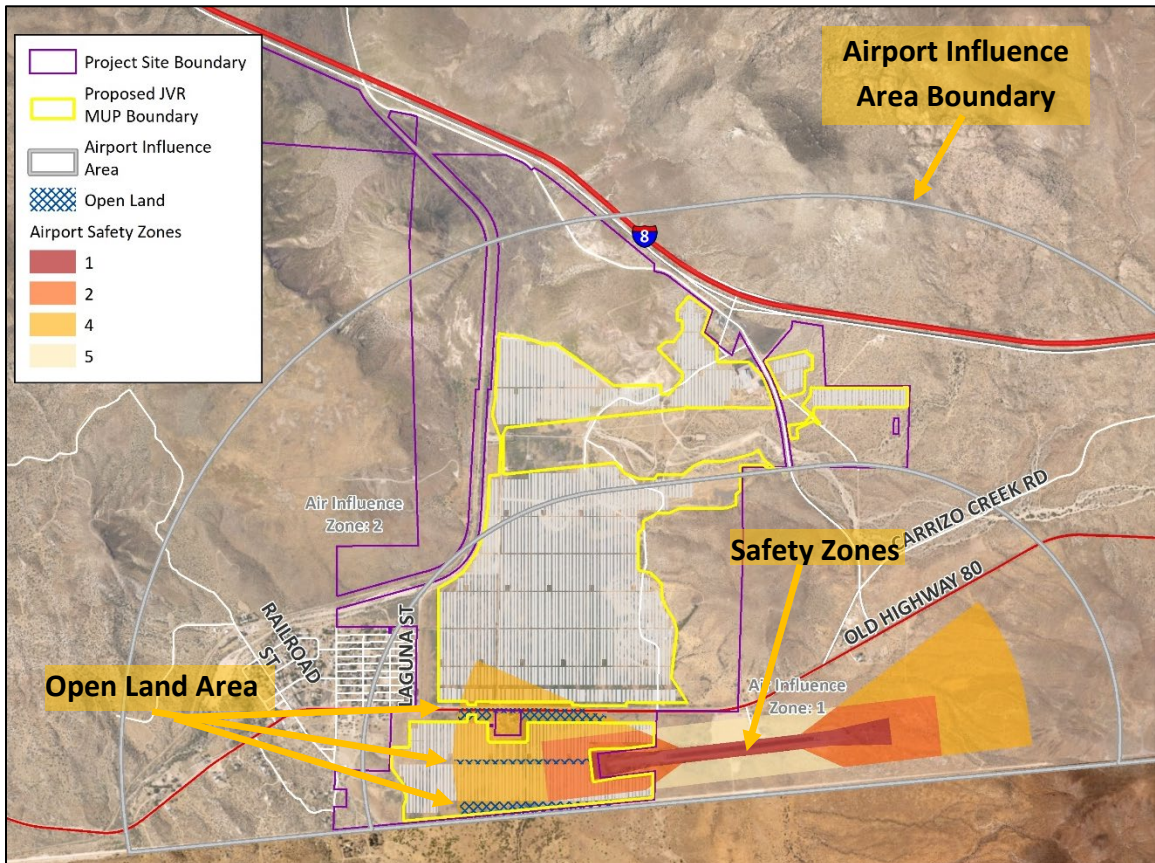 Project Site Boundary
Proposed JVR
MUP Boundary
Airport Influence
Area
Open Land
Airport Safety Zones
1
2
4
5
Airport Influence
Area Boundary
8
Air Influence
Zone: 2
CARRIZO CREEK RD
Safety Zones
OLD HIGHWAY 80
RAILROAD
ST
LAGUNA ST
Open Land Area
Air Influence
Zone: 1